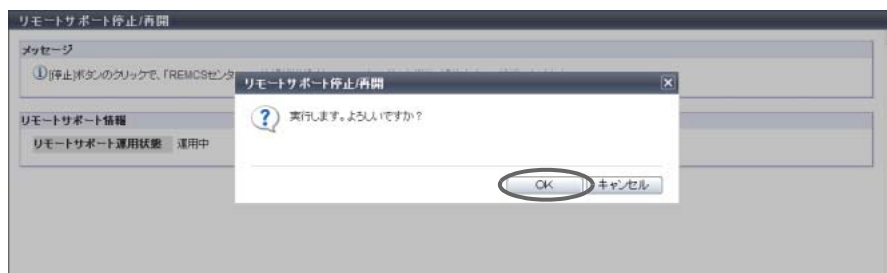 リモートサポート停止/再開
メッセージ
[停止]ボタンのクリックで、「REMCSセンタ
リモートサポート停止/再開
実行します。よろしいですか?
リモートサポート情報
リモートサポート運用状態 運用中
OK キャンセル